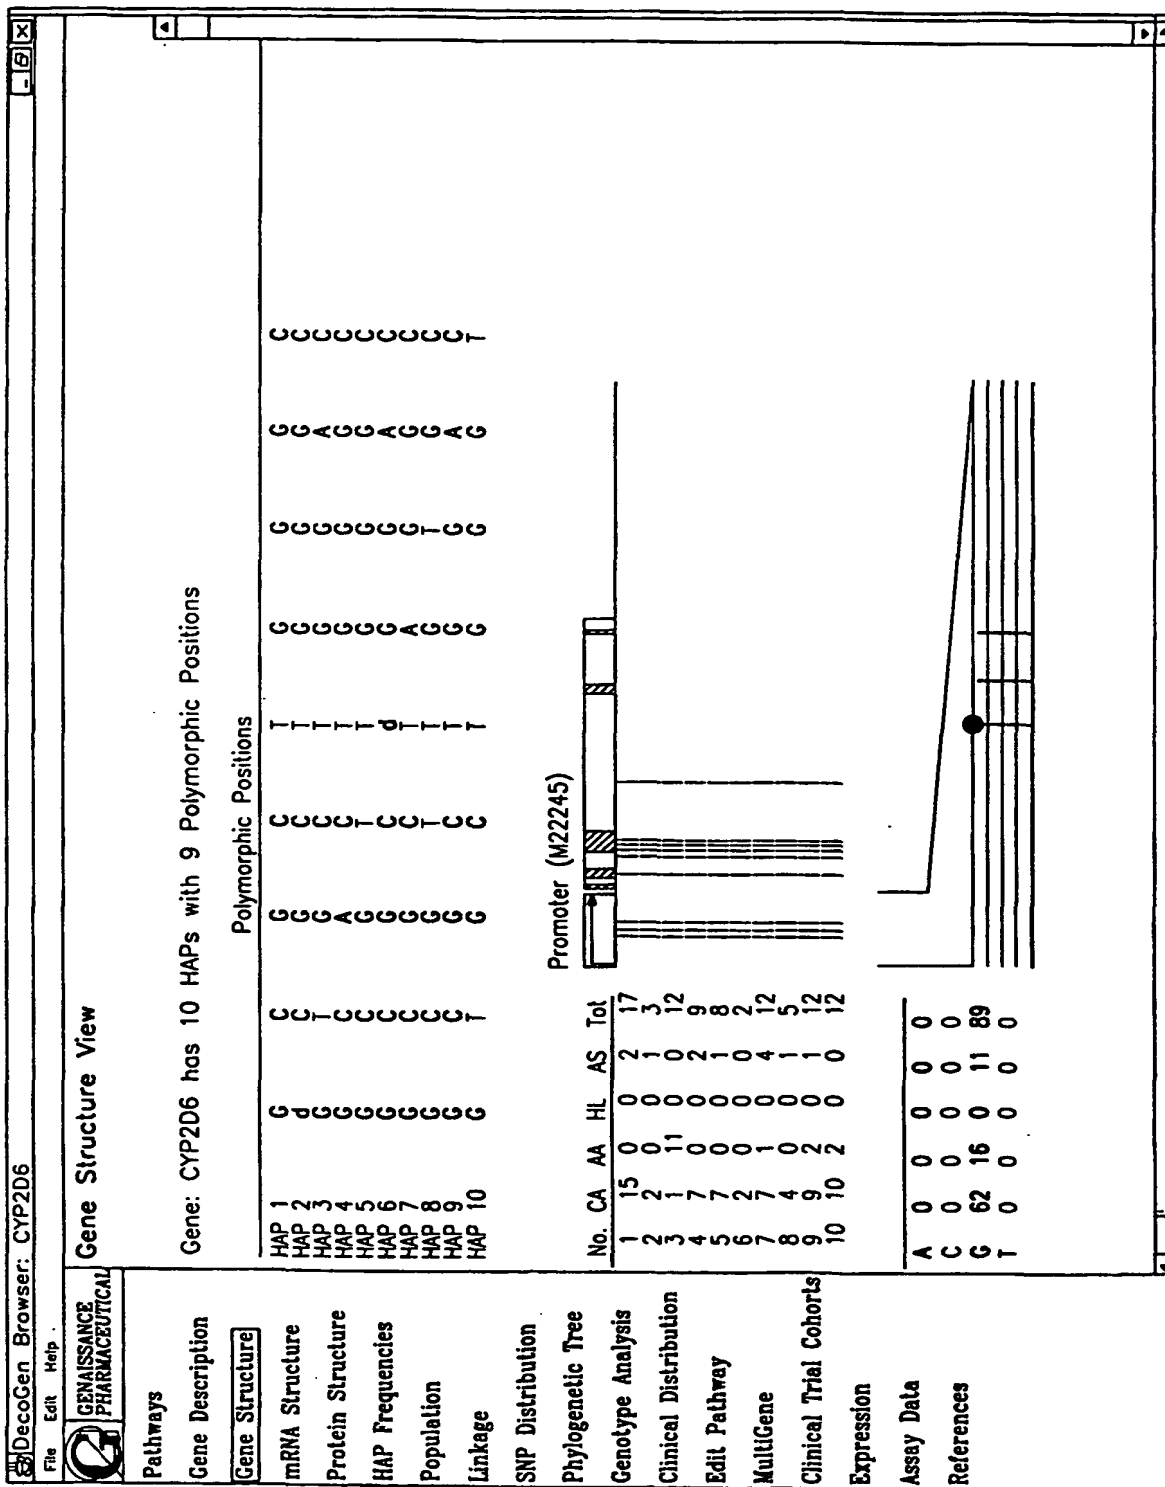 DecoGen Browser: CYP2D6
File Edit Help
GENAISSANCE
PHARMACEUTICAL
Pathways
Gene Description
Gene Structure
mRNA Structure
Protein Structure
HAP Frequencies
Population
Linkage
SNP Distribution
Phylogenetic Tree
Genotype Analysis
Clinical Distribution
Edit Pathway
MultiGene
Clinical Trial Cohorts
Expression
Assay Data
References
Gene Structure View
Gene: CYP2D6 has 10 HAPs with 9 Polymorphic Positions
Polymorphic Positions
HAP 1 G C G C T G G G C
HAP 2 d C G C T G G G C
HAP 3 G T G C T G G A C
HAP 4 G C A C T G G G C
HAP 5 G C G T T G G G C
HAP 6 G C G C d G G A C
HAP 7 G C G C T A G G C
HAP 8 G C G T T G T G C
HAP 9 G C G C T G G A C
HAP 10 G T G C T G G G T
Promoter (M22245)
No. CA AA HL AS Tot
1 15 0 0 2 17
2 2 0 0 1 3
3 1 11 0 0 12
4 7 0 0 2 9
5 7 0 0 1 8
6 2 0 0 0 2
7 7 1 0 4 12
8 4 0 0 1 5
9 9 2 0 1 12
10 10 2 0 0 12
A 0 0 0 0 0
C 0 0 0 0 0
G 62 16 0 11 89
T 0 0 0 0 0